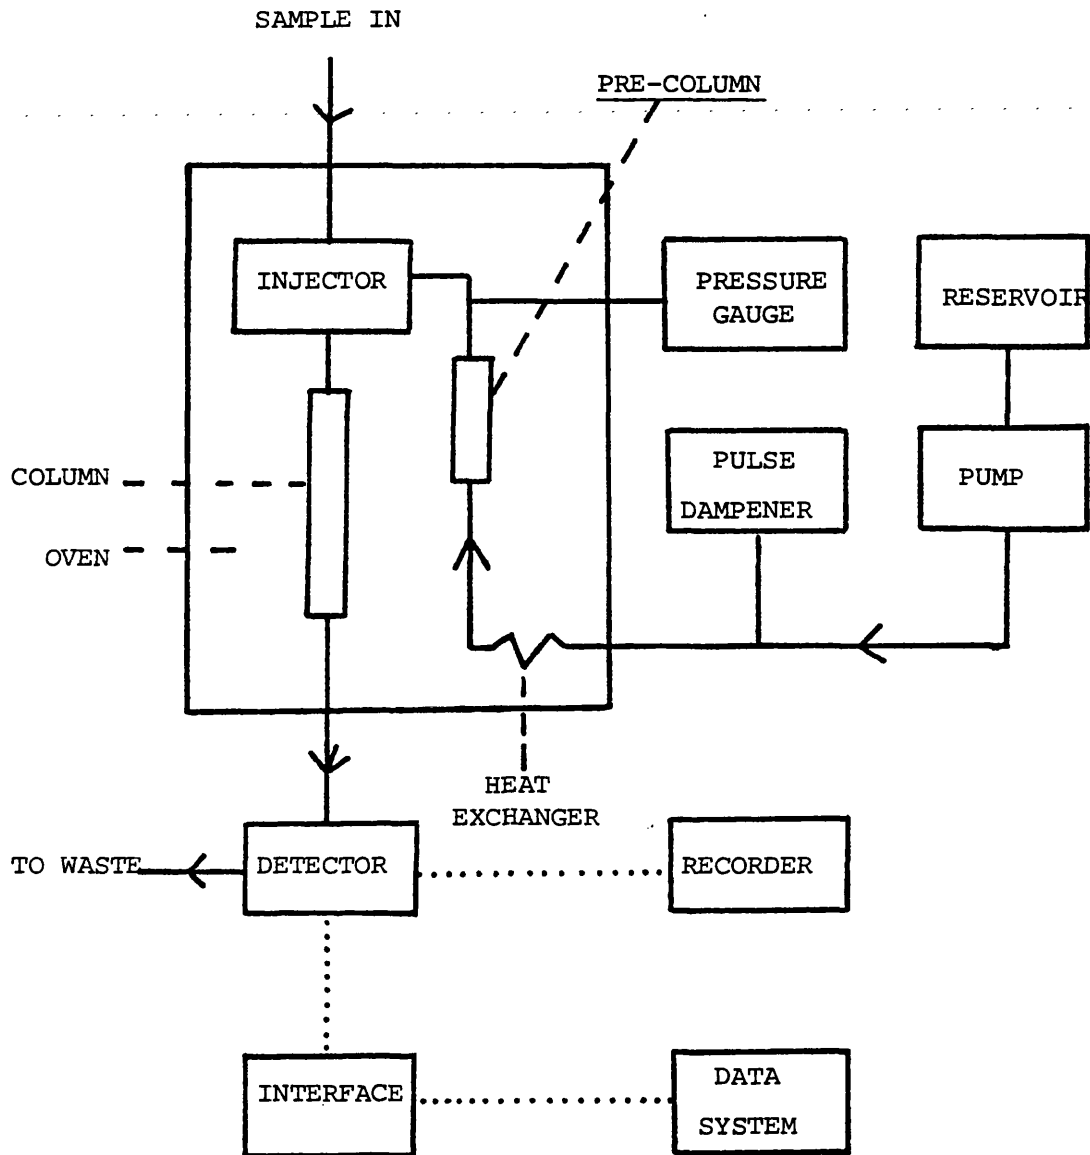 SAMPLE IN
PRE-COLUMN
INJECTOR
PRESSURE
GAUGE
RESERVOIR
COLUMN
PULSE
DAMPENER
PUMP
OVEN
HEAT
EXCHANGER
TO WASTE
DETECTOR
RECORDER
INTERFACE
DATA
SYSTEM